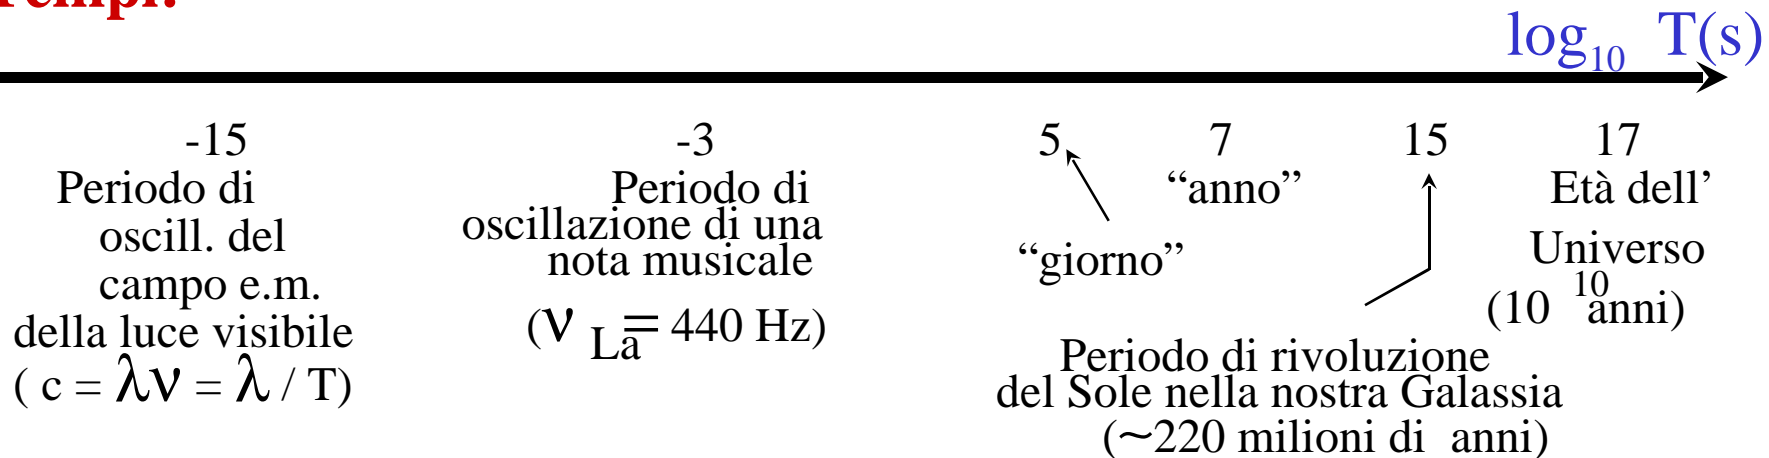 Tempi:
log₁₀ T(s)
-15
Periodo di
oscill. del
campo e.m.
della luce visibile
( c = λν = λ / T)
-3
Periodo di
oscillazione di una
nota musicale
(ν La = 440 Hz)
5
“giorno”
7
“anno”
15
Periodo di rivoluzione
del Sole nella nostra Galassia
(~220 milioni di anni)
17
Età dell’
Universo
(10¹⁰ anni)